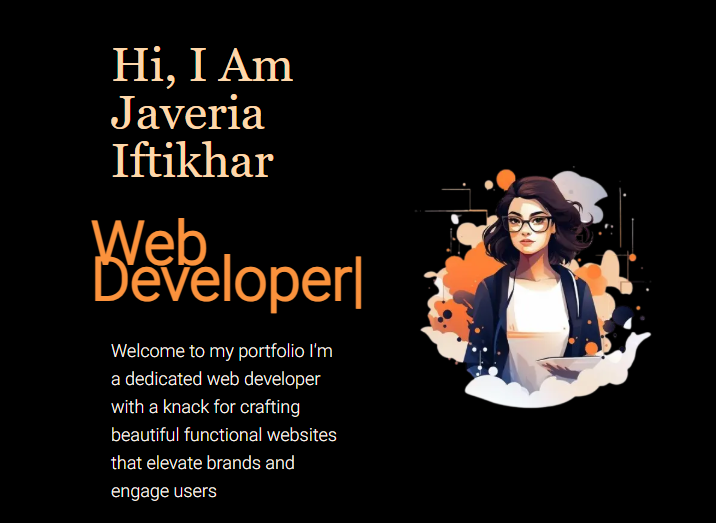 Hi, I Am
Javeria
Iftikhar
Web
Developer|
Welcome to my portfolio I'm
a dedicated web developer
with a knack for crafting
beautiful functional websites
that elevate brands and
engage users